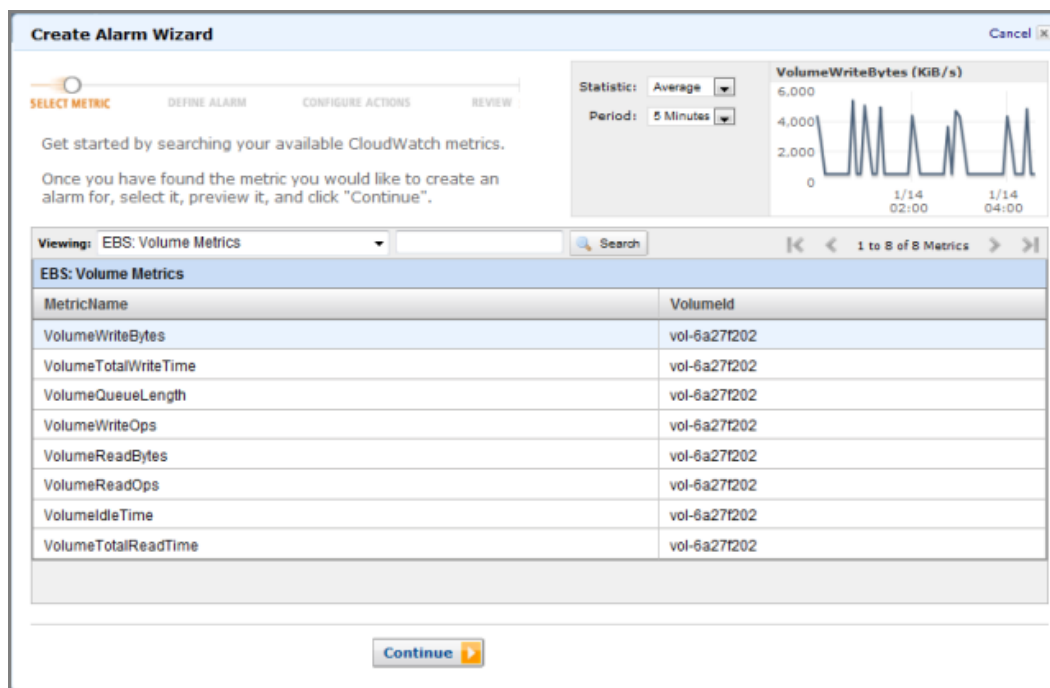 Create Alarm Wizard
Cancel
SELECT METRIC DEFINE ALARM CONFIGURE ACTIONS REVIEW
Get started by searching your available CloudWatch metrics.
Once you have found the metric you would like to create an
alarm for, select it, preview it, and click "Continue".
Statistic: Average
Period: 5 Minutes
VolumeWriteBytes (KiB/s)
6,000
4,000
2,000
0
1/14 1/14
02:00 04:00
Viewing: EBS: Volume Metrics Search 1 to 8 of 8 Metrics
EBS: Volume Metrics
MetricName VolumeId
VolumeWriteBytes vol-6a27f202
VolumeTotalWriteTime vol-6a27f202
VolumeQueueLength vol-6a27f202
VolumeWriteOps vol-6a27f202
VolumeReadBytes vol-6a27f202
VolumeReadOps vol-6a27f202
VolumeIdleTime vol-6a27f202
VolumeTotalReadTime vol-6a27f202
Continue